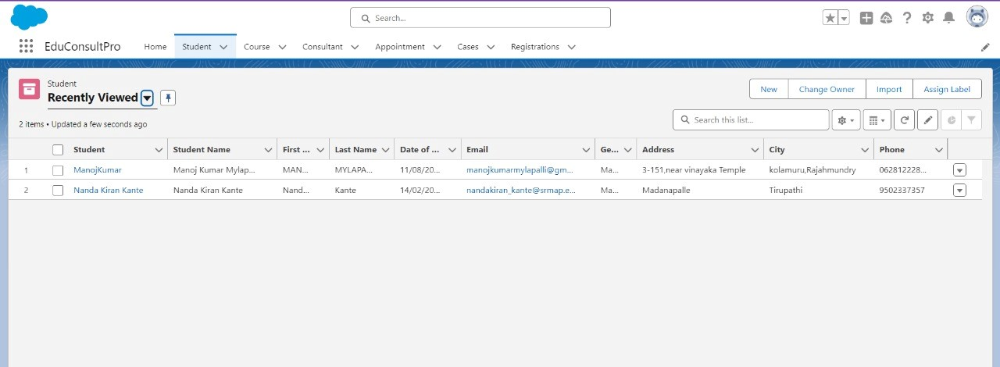 Search...
EduConsultPro Home Student Course Consultant Appointment Cases Registrations
Student
Recently Viewed
New Change Owner Import Assign Label
2 items • Updated a few seconds ago
Search this list...
Student Student Name First ... Last Name Date of ... Email Ge... Address City Phone
1 ManojKumar Manoj Kumar Mylap... MAN... MYLAPA... 11/08/20... manojkumarmylapalli@gm... Ma... 3-151,near vinayaka Temple kolamuru,Rajahmundry 062812228...
2 Nanda Kiran Kante Nanda Kiran Kante Nand... Kante 14/02/20... nandakiran_kante@srmap.e... Ma... Madanapalle Tirupathi 9502337357